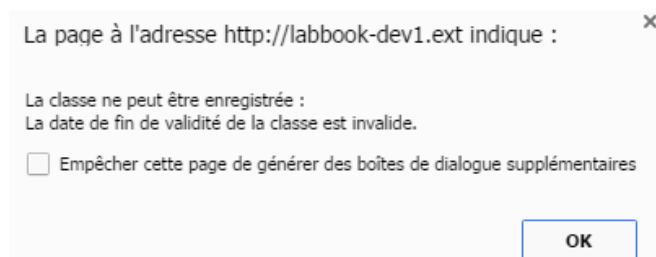 La page à l'adresse http://labbook-dev1.ext indique :
La classe ne peut être enregistrée :
La date de fin de validité de la classe est invalide.
Empêcher cette page de générer des boîtes de dialogue supplémentaires
OK